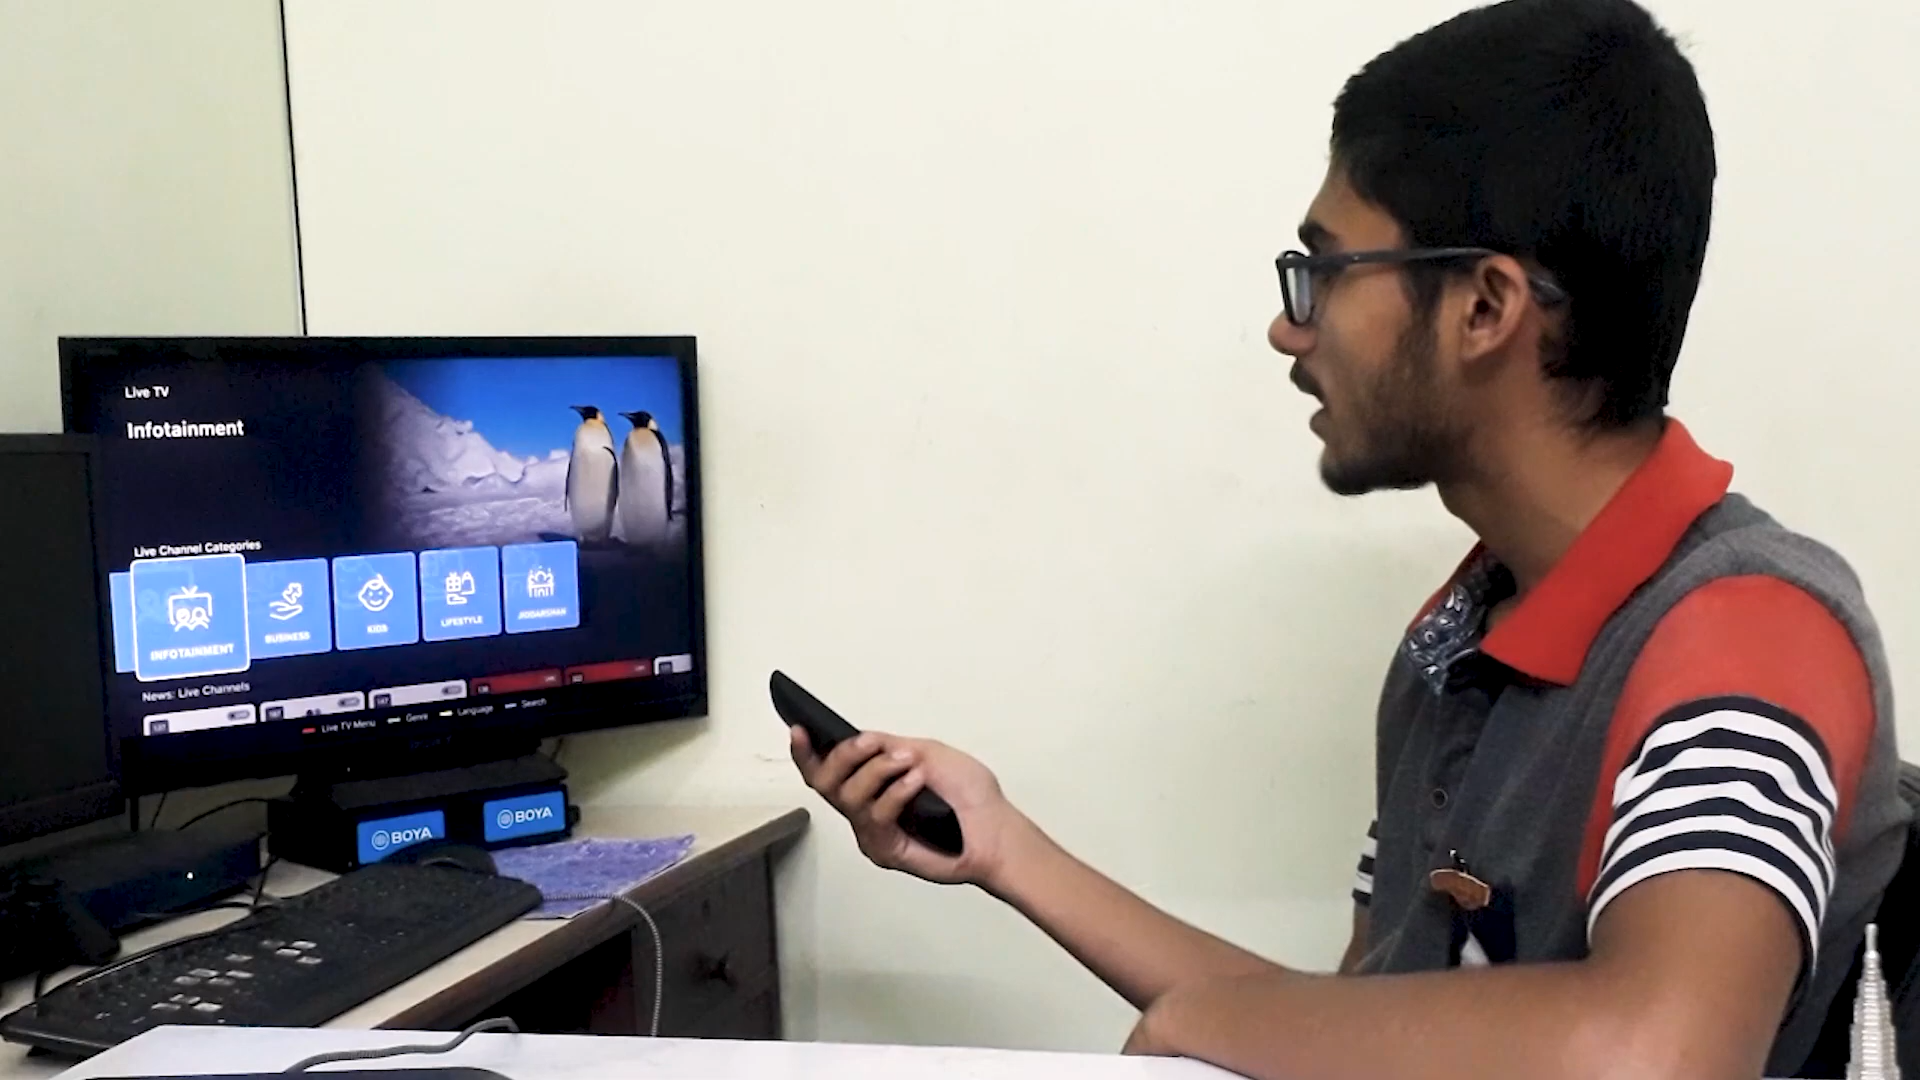 Live TV
Infotainment
Live Channel Categories
INFOTAINMENT
BUSINESS
KIDS
LIFESTYLE
JIODARSHAN
News: Live Channels
Live TV Menu Genre Language Search
BOYA
BOYA